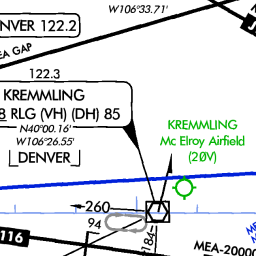 W106°33.71'
NVER 122.2
EA GAP
122.3
KREMMLING
8 RLG (VH) (DH) 85
N40°00.16'
W106°26.55'
DENVER
KREMMLING
Mc Elroy Airfield
(20V)
260
94
184
116
MEA-20000